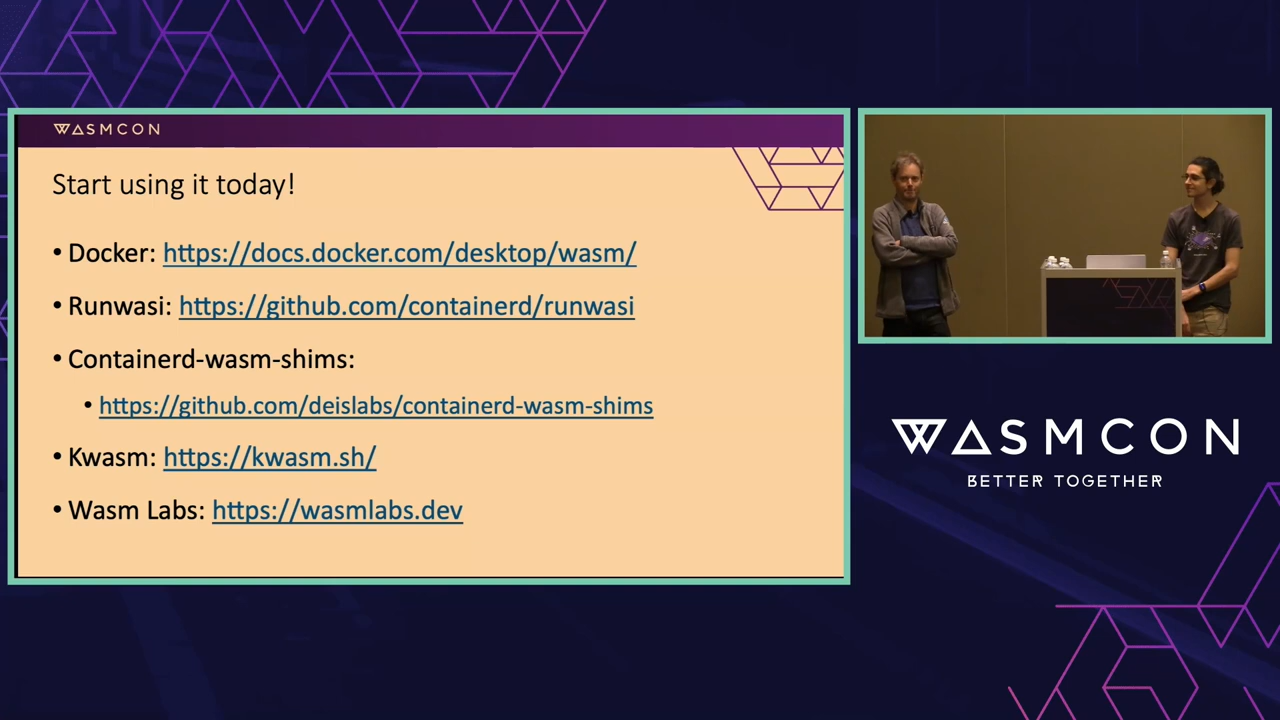 WASMCON
Start using it today!
• Docker: https://docs.docker.com/desktop/wasm/
• Runwasi: https://github.com/containerd/runwasi
• Containerd-wasm-shims:
• https://github.com/deislabs/containerd-wasm-shims
• Kwasm: https://kwasm.sh/
• Wasm Labs: https://wasmlabs.dev
WASMCON
BETTER TOGETHER